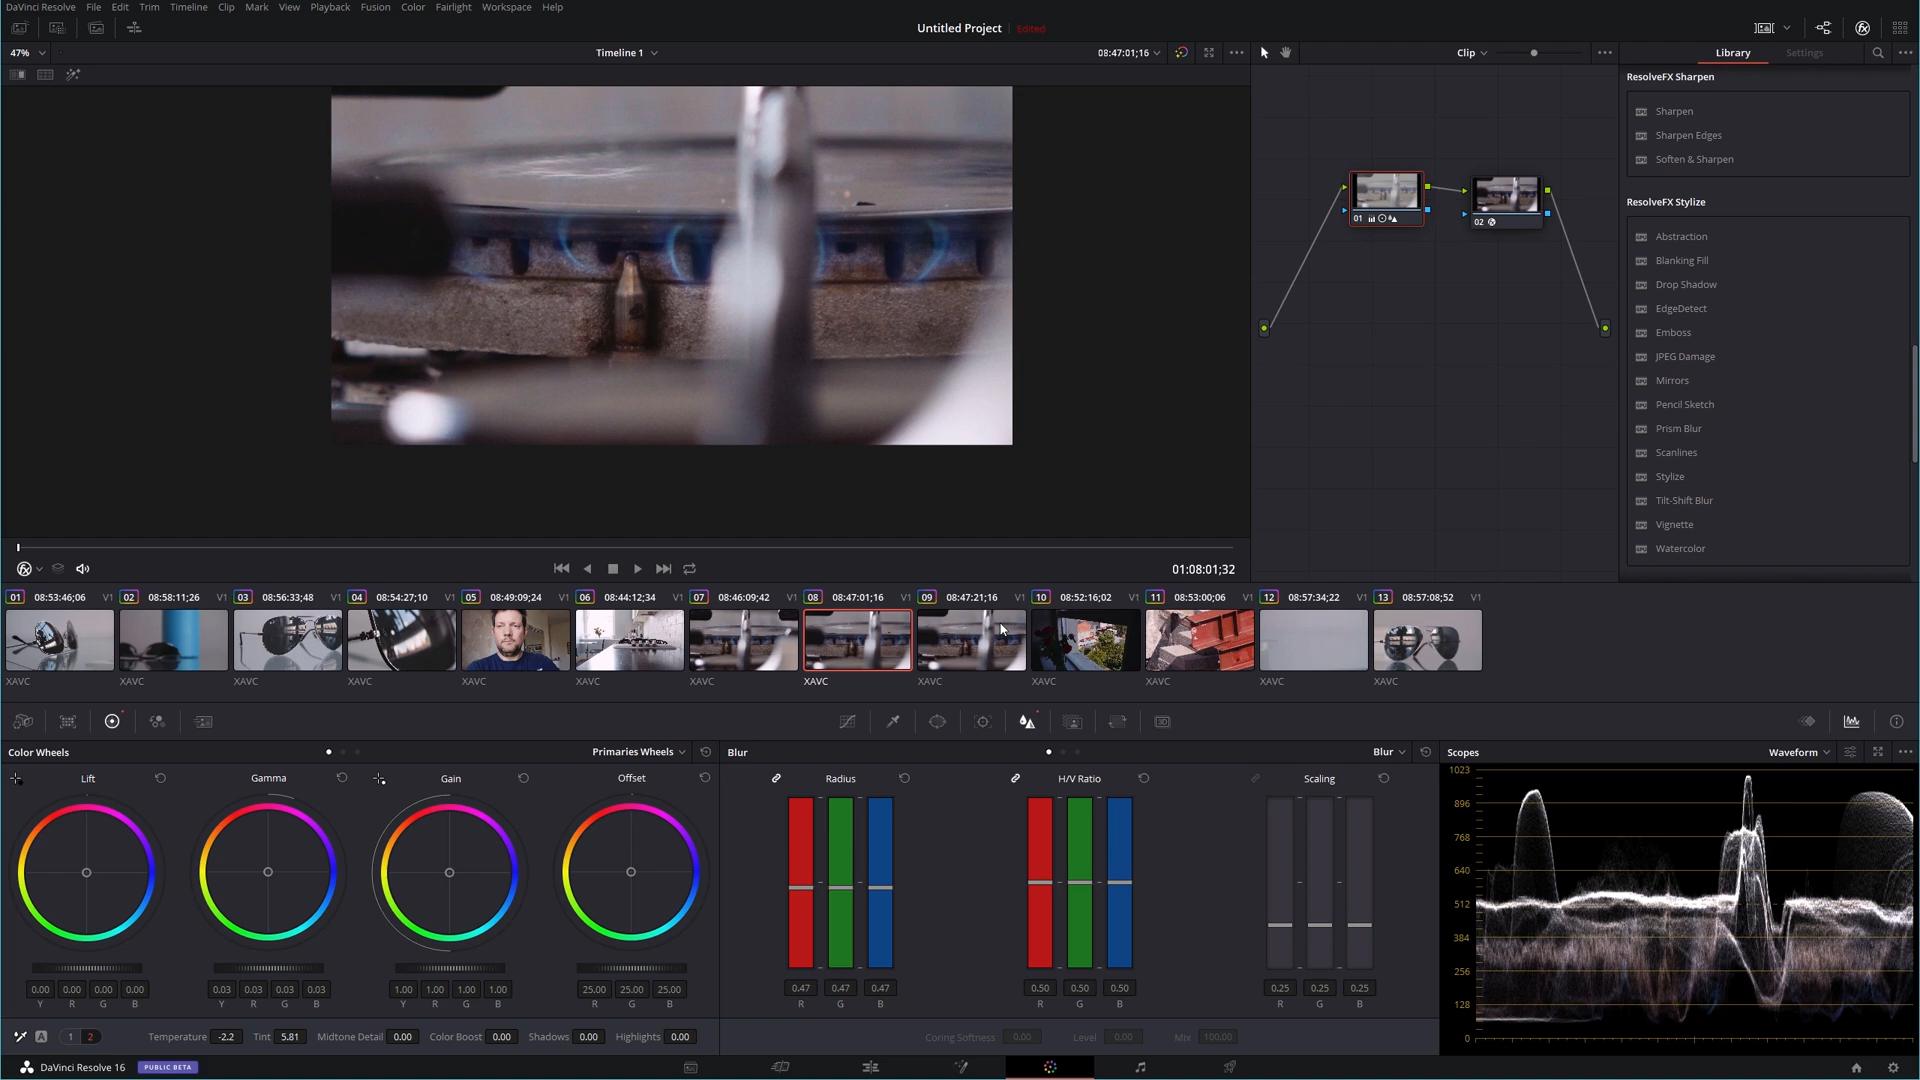 DaVinci Resolve File Edit Trim Timeline Clip Mark View Playback Fusion Color Fairlight Workspace Help
Untitled Project Edited
47% Timeline 1 08:47:01;16 Clip Library Settings
ResolveFX Sharpen
Sharpen
Sharpen Edges
Soften & Sharpen
ResolveFX Stylize
Abstraction
Blanking Fill
Drop Shadow
EdgeDetect
Emboss
JPEG Damage
Mirrors
Pencil Sketch
Prism Blur
Scanlines
Stylize
Tilt-Shift Blur
Vignette
Watercolor
01
02
01:08:01;32
01 08:53:46;06 V1 02 08:58:11;26 V1 03 08:56:33;48 V1 04 08:54:27;10 V1 05 08:49:09;24 V1 06 08:44:12;34 V1 07 08:46:09;42 V1 08 08:47:01;16 V1 09 08:47:21;16 V1 10 08:52:16;02 V1 11 08:53:00;06 V1 12 08:57:34;22 V1 13 08:57:08;52 V1
XAVC XAVC XAVC XAVC XAVC XAVC XAVC XAVC XAVC XAVC XAVC XAVC XAVC
Color Wheels Primaries Wheels Blur Blur Scopes Waveform
Lift Gamma Gain Offset Radius H/V Ratio Scaling
1023
896
768
640
512
384
256
128
0
0.00 0.00 0.00 0.00 0.03 0.03 0.03 0.03 1.00 1.00 1.00 1.00 25.00 25.00 25.00 0.47 0.47 0.47 0.50 0.50 0.50 0.25 0.25 0.25
Y R G B Y R G B Y R G B R G B R G B R G B R G B
A 1 2 Temperature -2.2 Tint 5.81 Midtone Detail 0.00 Color Boost 0.00 Shadows 0.00 Highlights 0.00 Coring Softness 0.00 Level 0.00 Mix 100.00
DaVinci Resolve 16 PUBLIC BETA